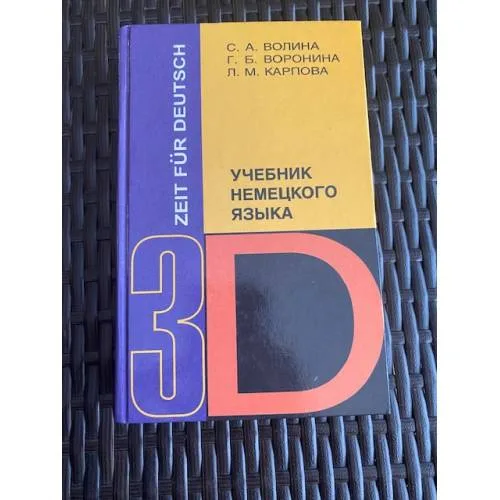 С. А. ВОЛИНА
Г. Б. ВОРОНИНА
Л. М. КАРПОВА
ZEIT FÜR DEUTSCH
УЧЕБНИК
НЕМЕЦКОГО
ЯЗЫКА
3D